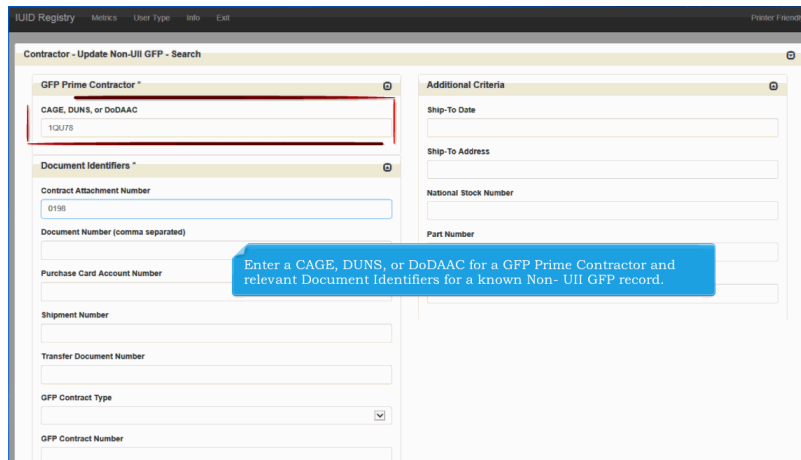 IUID Registry Metrics User Type Info Exit Printer Friendly
Contractor - Update Non-UII GFP - Search
GFP Prime Contractor *
CAGE, DUNS, or DoDAAC
1QU78
Document Identifiers *
Contract Attachment Number
0198
Document Number (comma separated)
Purchase Card Account Number
Shipment Number
Transfer Document Number
GFP Contract Type
GFP Contract Number
Additional Criteria
Ship-To Date
Ship-To Address
National Stock Number
Part Number
Enter a CAGE, DUNS, or DoDAAC for a GFP Prime Contractor and
relevant Document Identifiers for a known Non- UII GFP record.